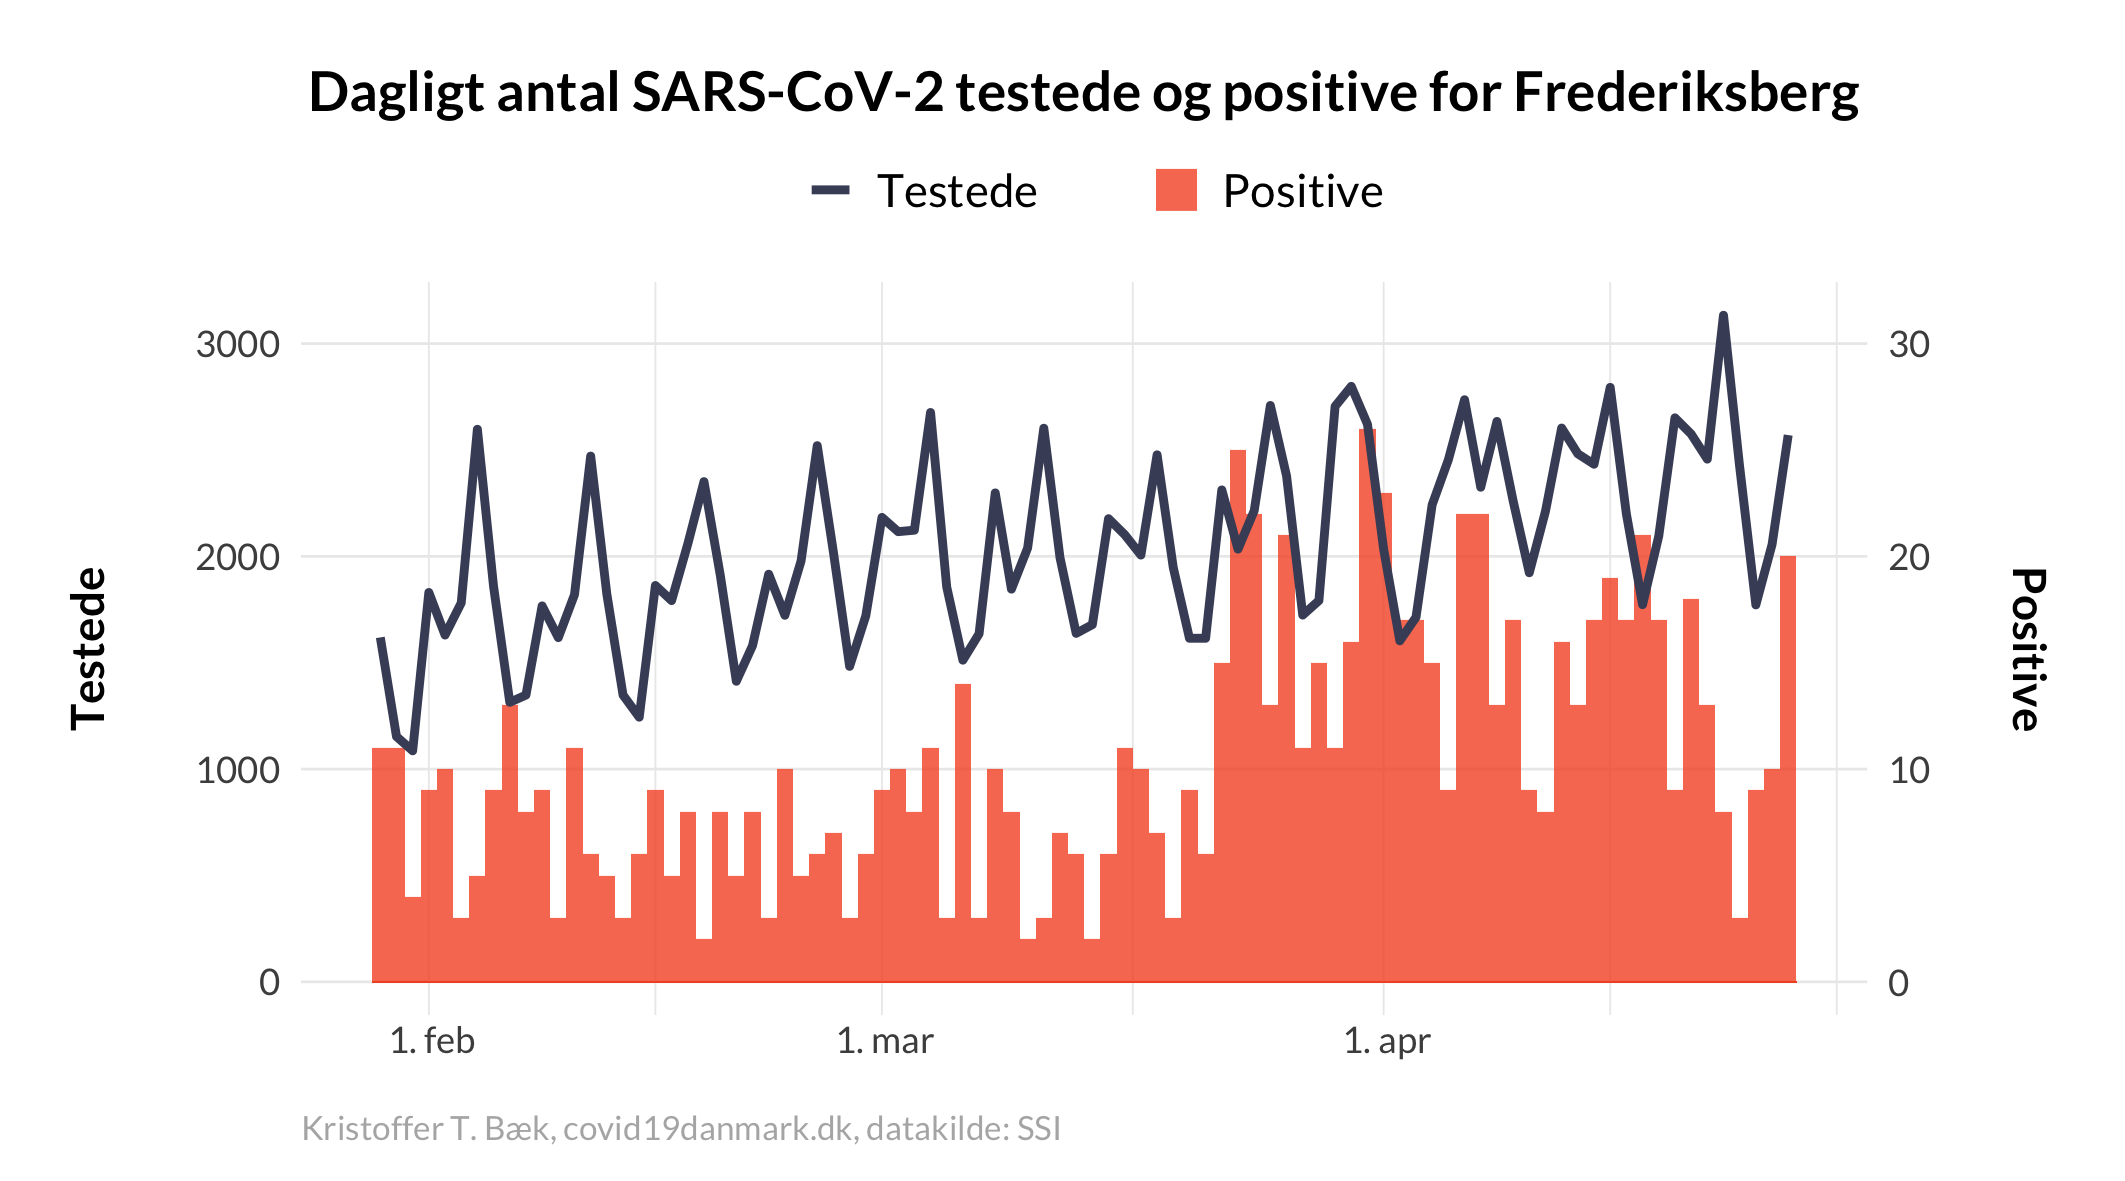 Dagligt antal SARS-CoV-2 testede og positive for Frederiksberg
Testede
Positive
3000
2000
1000
0
Testede
30
20
10
0
Positive
1. feb
1. mar
1. apr
Kristoffer T. Bæk, covid19danmark.dk, datakilde: SSI